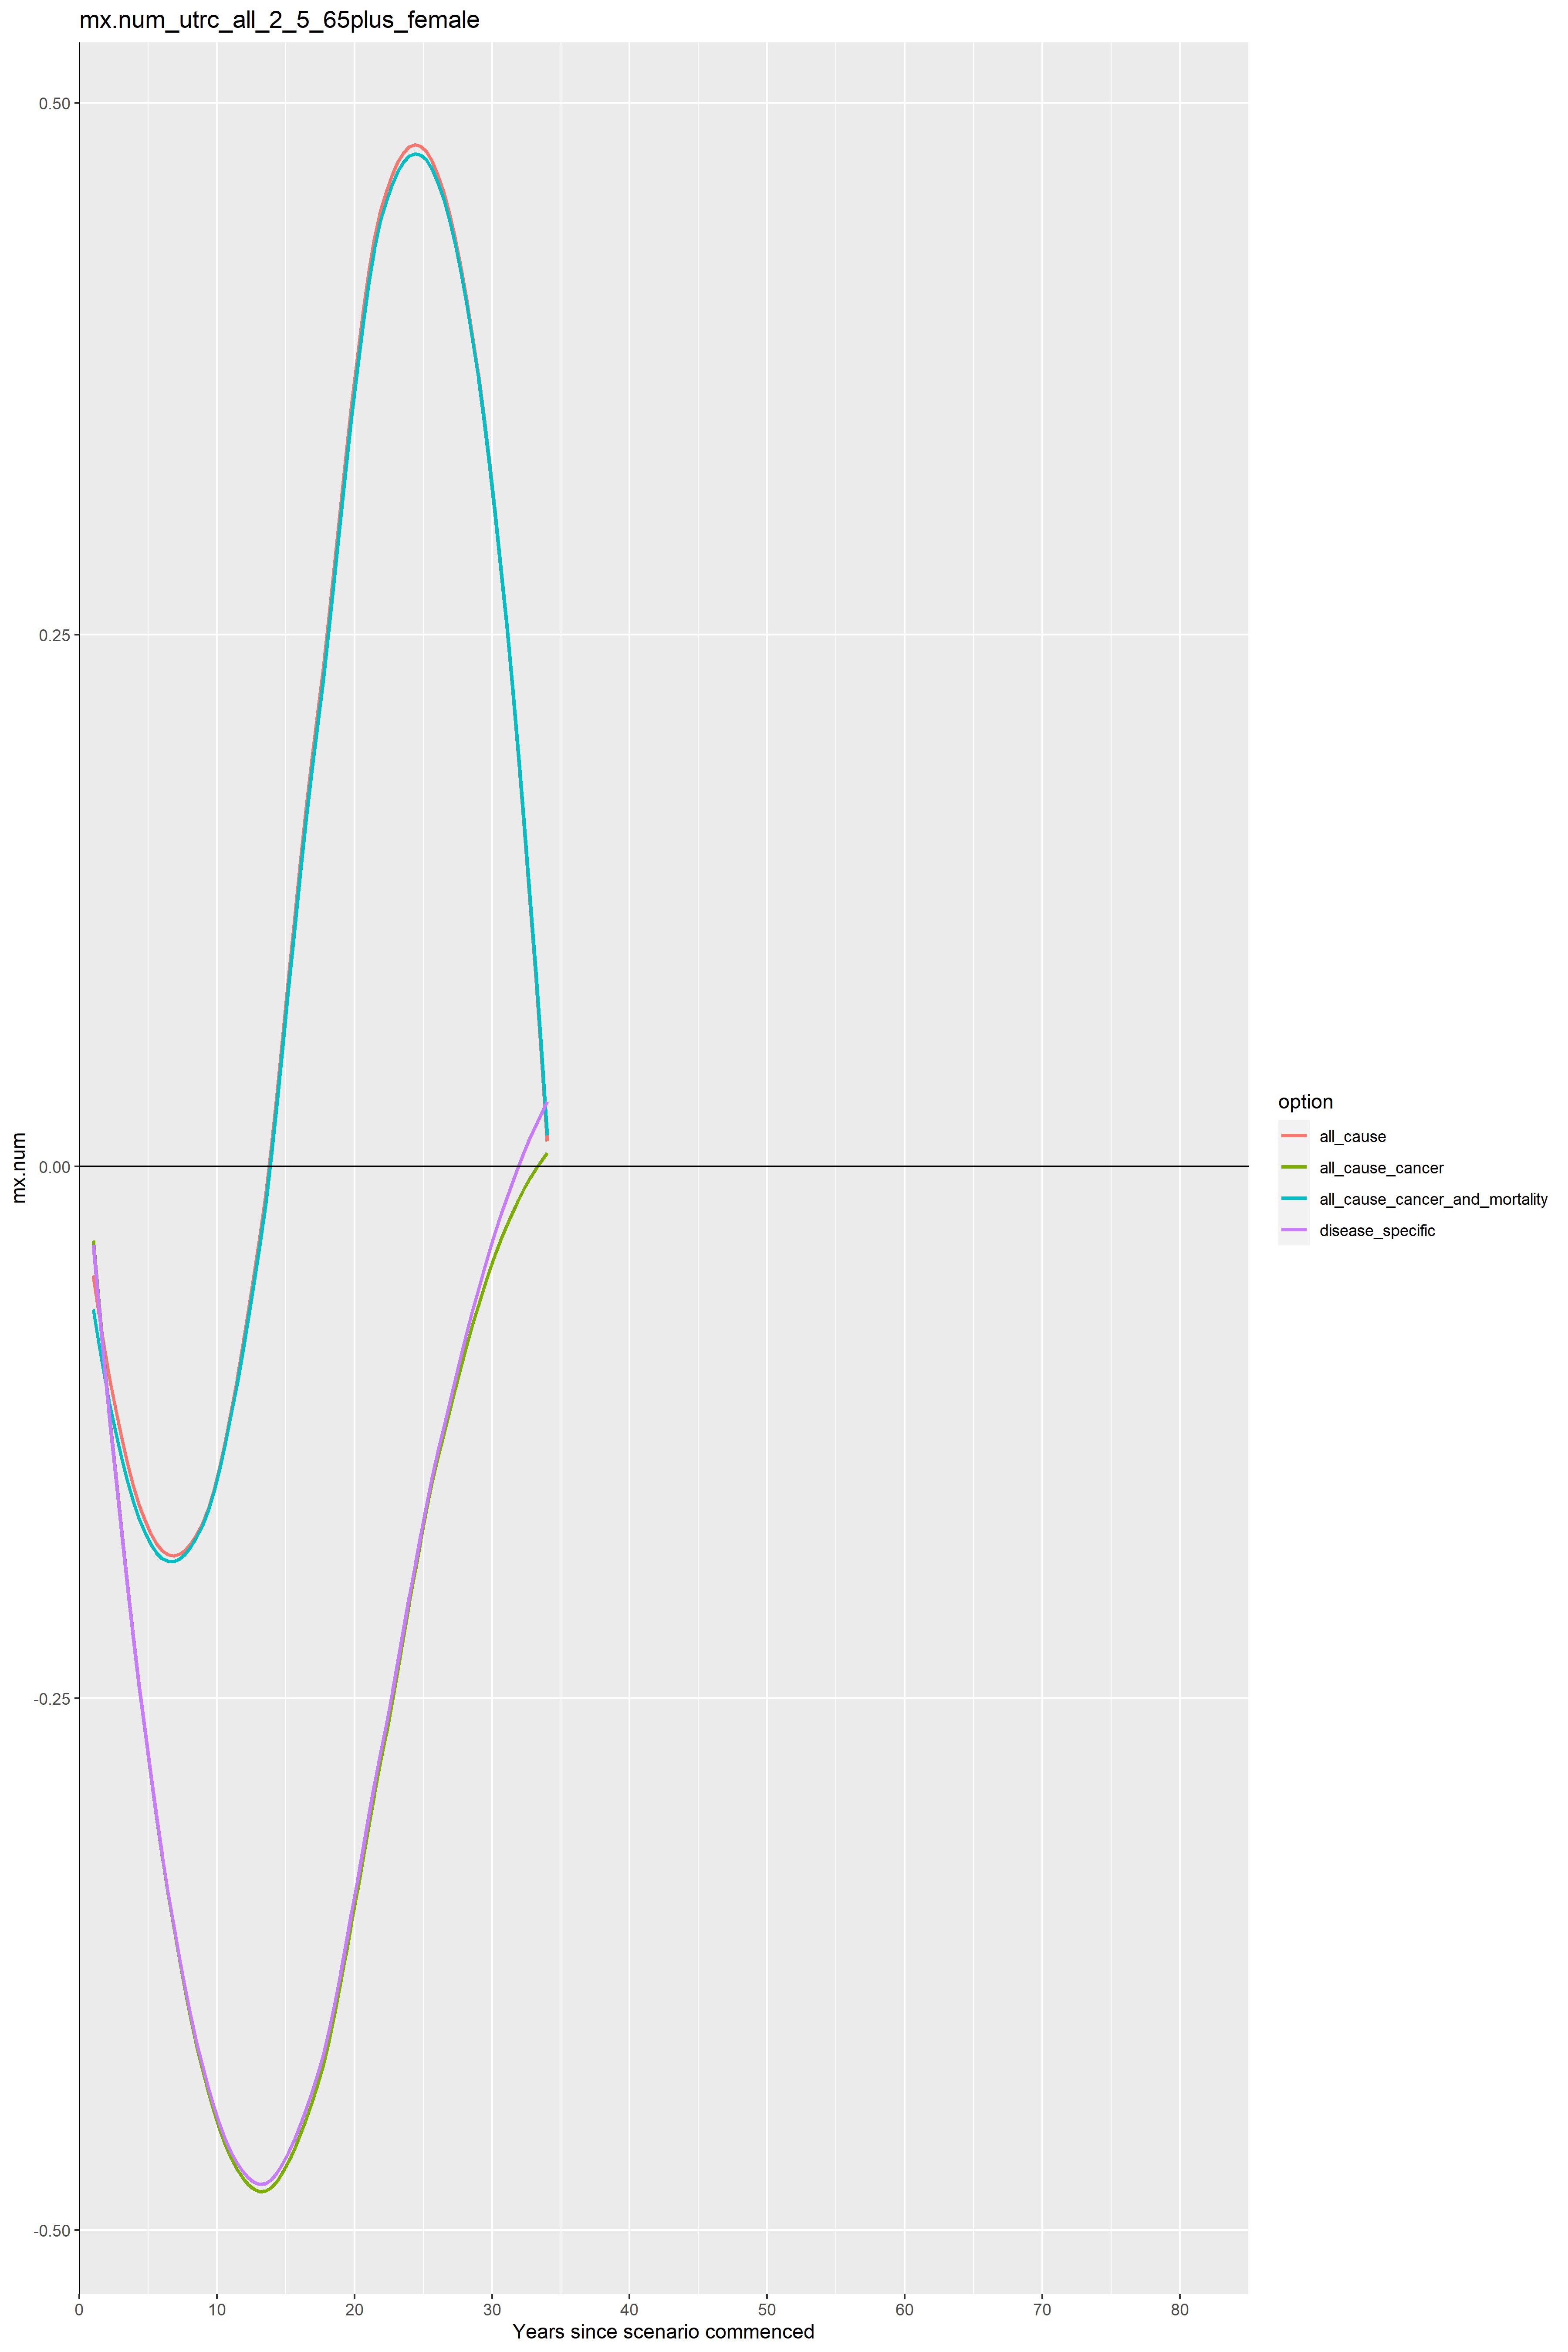 mx.num_utrc_all_2_5_65plus_female
0.50
0.25
0.00
-0.25
-0.50
mx.num
0 10 20 30 40 50 60 70 80
Years since scenario commenced
option
all_cause
all_cause_cancer
all_cause_cancer_and_mortality
disease_specific